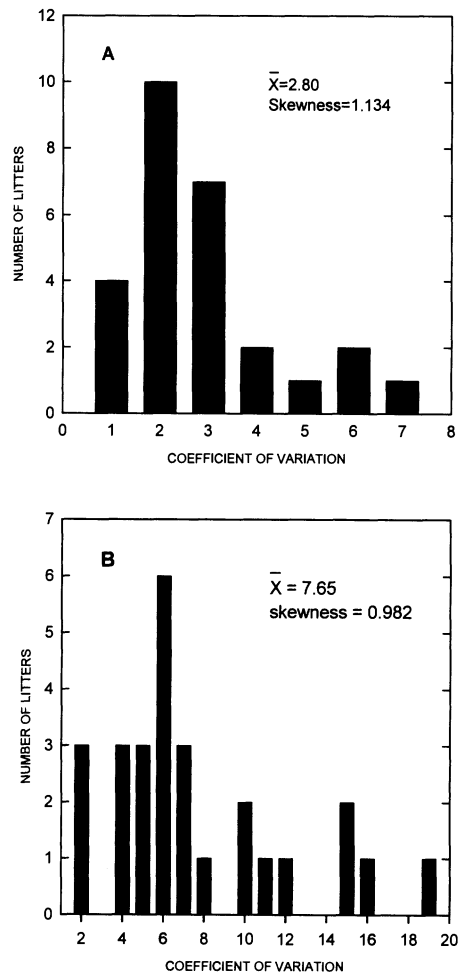 12
A
X̄=2.80
Skewness=1.134
10
8
6
4
2
0
NUMBER OF LITTERS
0 1 2 3 4 5 6 7 8
COEFFICIENT OF VARIATION
7
B
X̄ = 7.65
skewness = 0.982
6
5
4
3
2
1
0
NUMBER OF LITTERS
2 4 6 8 10 12 14 16 18 20
COEFFICIENT OF VARIATION